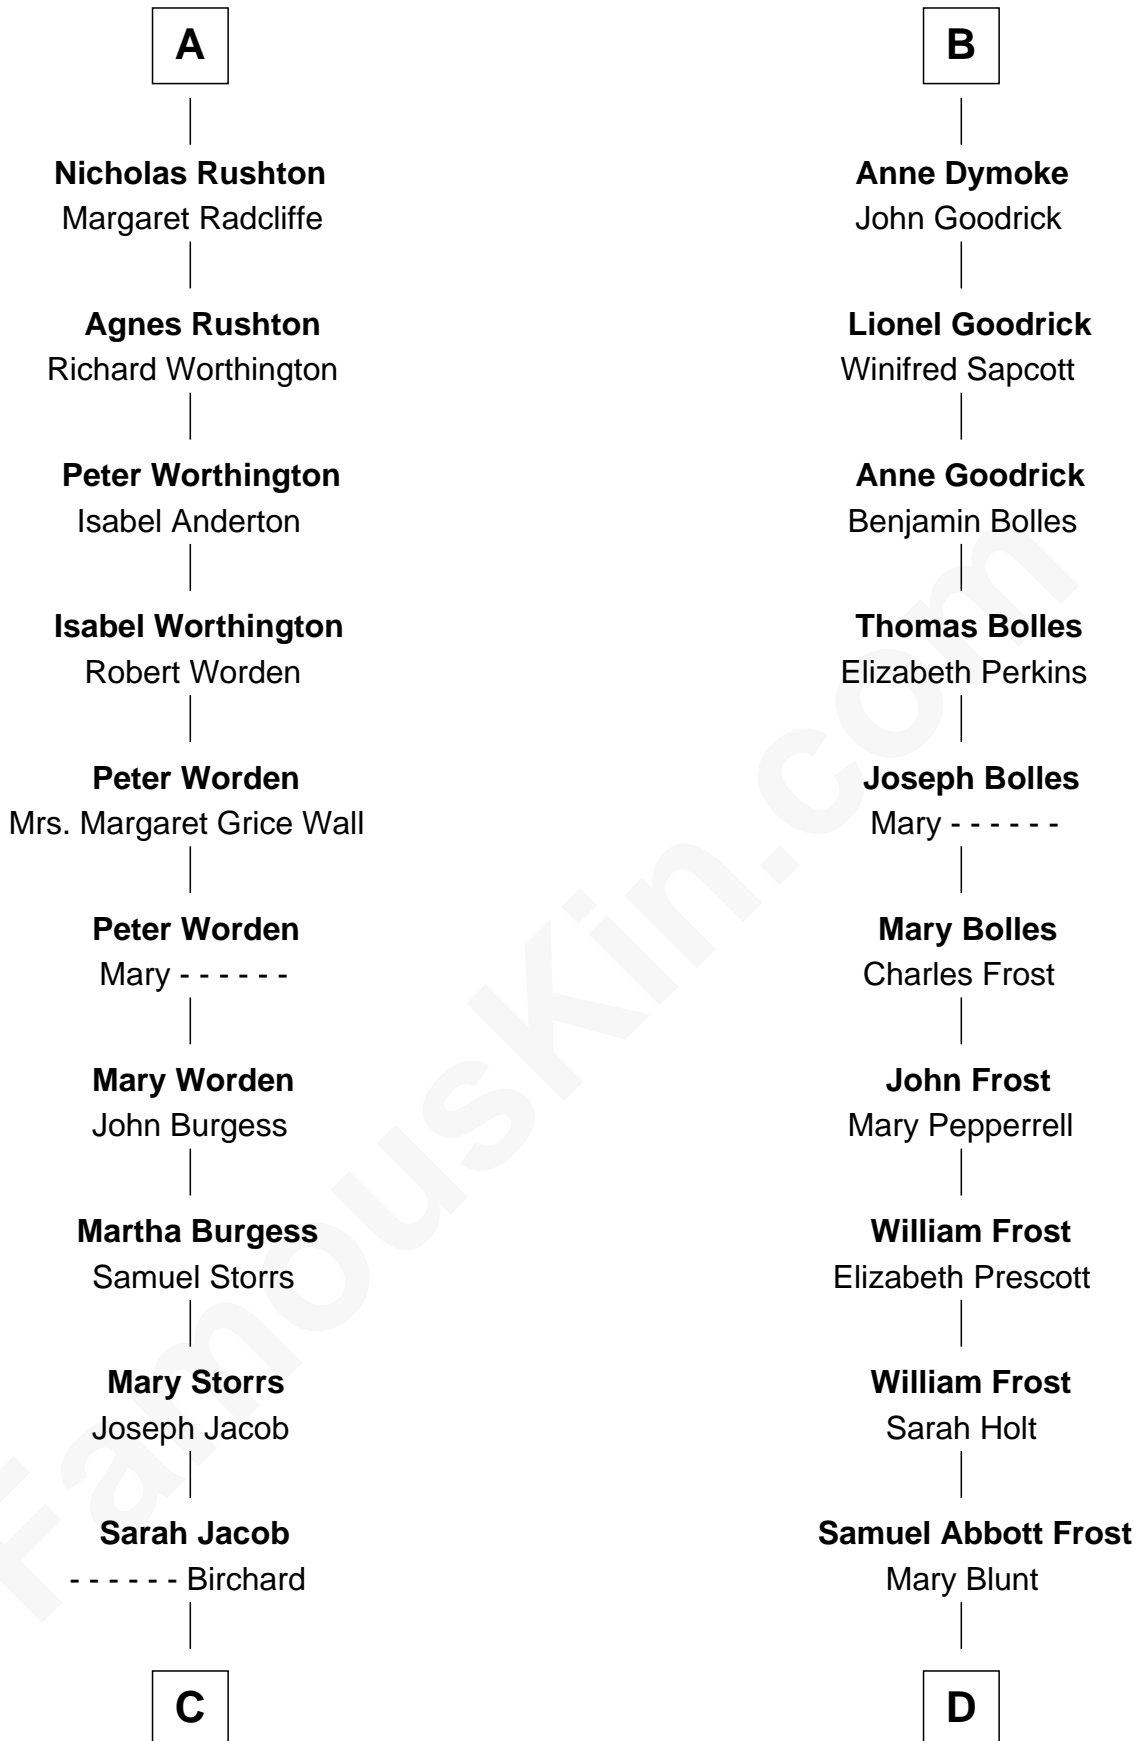 A
Nicholas Rushton
Margaret Radcliffe
Agnes Rushton
Richard Worthington
Peter Worthington
Isabel Anderton
Isabel Worthington
Robert Worden
Peter Worden
Mrs. Margaret Grice Wall
Peter Worden
Mary - - - - - -
Mary Worden
John Burgess
Martha Burgess
Samuel Storrs
Mary Storrs
Joseph Jacob
Sarah Jacob
- - - - - - Birchard
C
B
Anne Dymoke
John Goodrick
Lionel Goodrick
Winifred Sapcott
Anne Goodrick
Benjamin Bolles
Thomas Bolles
Elizabeth Perkins
Joseph Bolles
Mary - - - - - -
Mary Bolles
Charles Frost
John Frost
Mary Pepperrell
William Frost
Elizabeth Prescott
William Frost
Sarah Holt
Samuel Abbott Frost
Mary Blunt
D
FamousKin.com